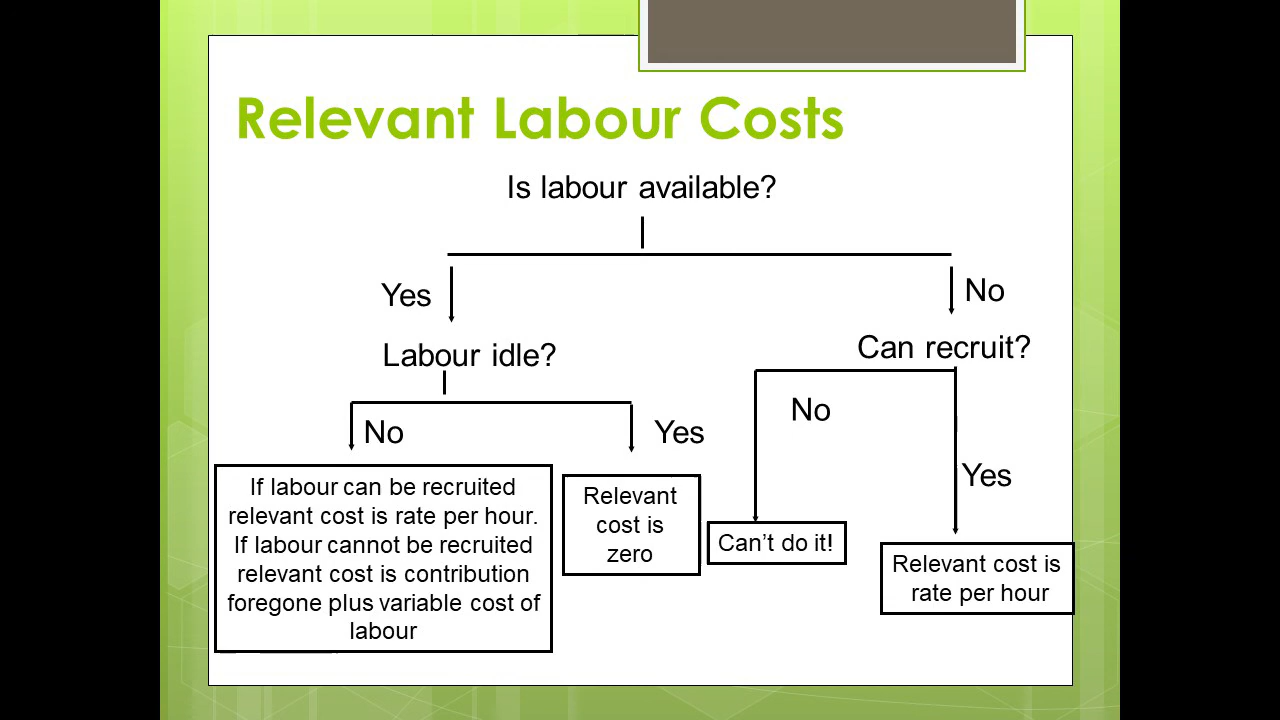 Relevant Labour Costs
Is labour available?
Yes
No
Labour idle?
Can recruit?
No
Yes
No
Yes
If labour can be recruited
relevant cost is rate per hour.
If labour cannot be recruited
relevant cost is contribution
foregone plus variable cost of
labour
Relevant
cost is
zero
Can’t do it!
Relevant cost is
rate per hour